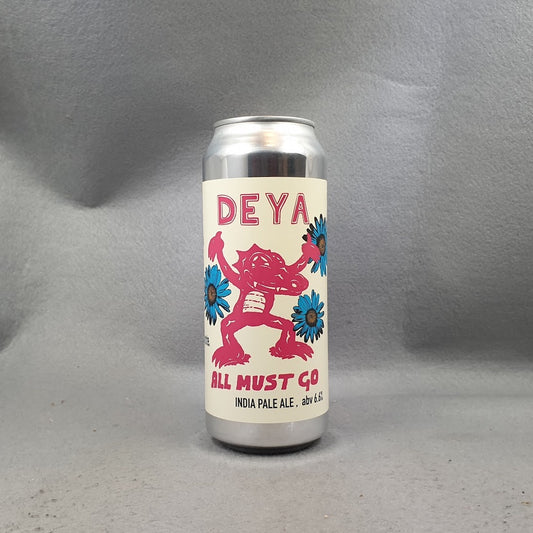 DEYA
ALL MUST GO
INDIA PALE ALE, abv 6.6%